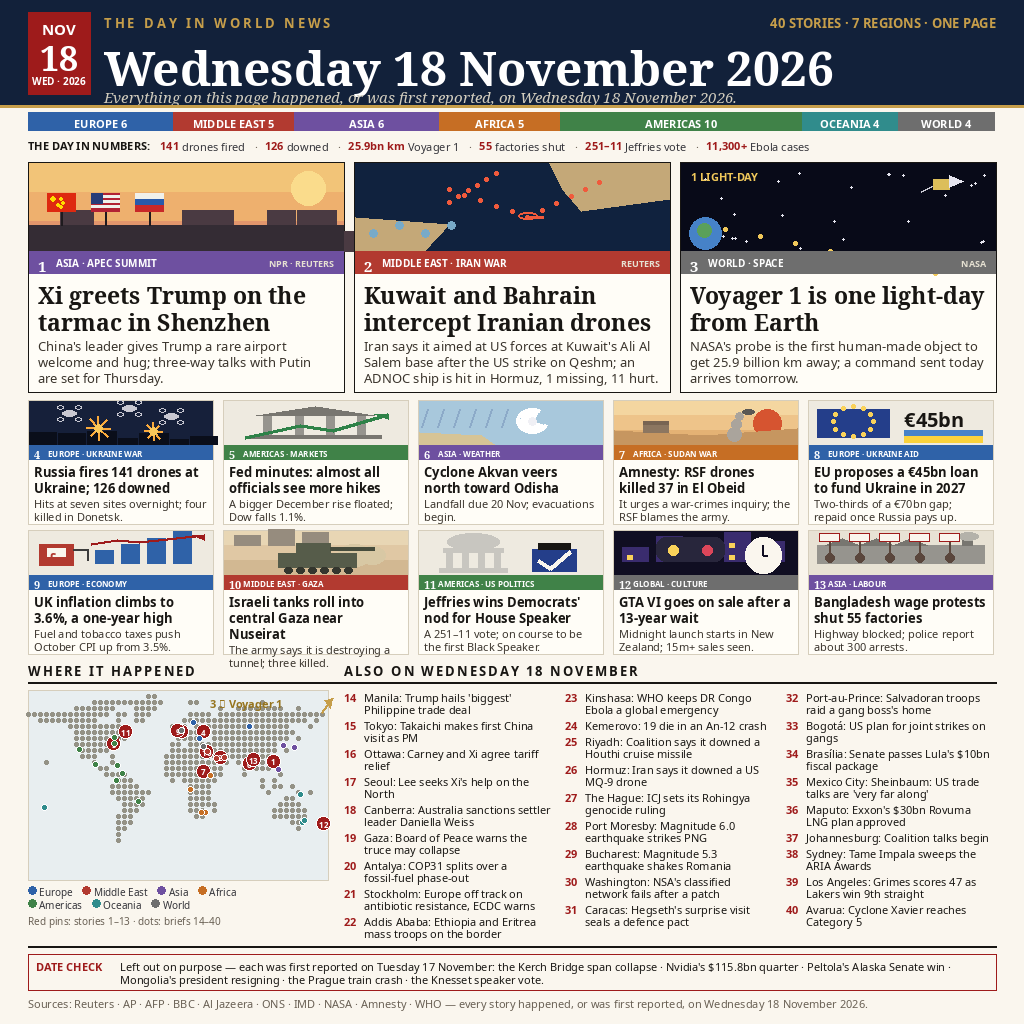 NOV
18
WED · 2026
THE DAY IN WORLD NEWS
40 STORIES · 7 REGIONS · ONE PAGE
Wednesday 18 November 2026
Everything on this page happened, or was first reported, on Wednesday 18 November 2026.
EUROPE 6
MIDDLE EAST 5
ASIA 6
AFRICA 5
AMERICAS 10
OCEANIA 4
WORLD 4
THE DAY IN NUMBERS: 141 drones fired · 126 downed · 25.9bn km Voyager 1 · 55 factories shut · 251–11 Jeffries vote · 11,300+ Ebola cases
1 ASIA · APEC SUMMIT NPR · REUTERS
Xi greets Trump on the
tarmac in Shenzhen
China's leader gives Trump a rare airport
welcome and hug; three-way talks with Putin
are set for Thursday.
2 MIDDLE EAST · IRAN WAR REUTERS
Kuwait and Bahrain
intercept Iranian drones
Iran says it aimed at US forces at Kuwait's Ali Al
Salem base after the US strike on Qeshm; an
ADNOC ship is hit in Hormuz, 1 missing, 11 hurt.
1 LIGHT-DAY
3 WORLD · SPACE NASA
Voyager 1 is one light-day
from Earth
NASA's probe is the first human-made object to
get 25.9 billion km away; a command sent today
arrives tomorrow.
4 EUROPE · UKRAINE WAR
Russia fires 141 drones at
Ukraine; 126 downed
Hits at seven sites overnight; four
killed in Donetsk.
5 AMERICAS · MARKETS
Fed minutes: almost all
officials see more hikes
A bigger December rise floated;
Dow falls 1.1%.
6 ASIA · WEATHER
Cyclone Akvan veers
north toward Odisha
Landfall due 20 Nov; evacuations
begin.
7 AFRICA · SUDAN WAR
Amnesty: RSF drones
killed 37 in El Obeid
It urges a war-crimes inquiry; the
RSF blames the army.
€45bn
8 EUROPE · UKRAINE AID
EU proposes a €45bn loan
to fund Ukraine in 2027
Two-thirds of a €70bn gap;
repaid once Russia pays up.
9 EUROPE · ECONOMY
UK inflation climbs to
3.6%, a one-year high
Fuel and tobacco taxes push
October CPI up from 3.5%.
10 MIDDLE EAST · GAZA
Israeli tanks roll into
central Gaza near
Nuseirat
The army says it is destroying a
tunnel; three killed.
11 AMERICAS · US POLITICS
Jeffries wins Democrats'
nod for House Speaker
A 251–11 vote; on course to be
the first Black Speaker.
12 GLOBAL · CULTURE
GTA VI goes on sale after a
13-year wait
Midnight launch starts in New
Zealand; 15m+ sales seen.
13 ASIA · LABOUR
Bangladesh wage protests
shut 55 factories
Highway blocked; police report
about 300 arrests.
WHERE IT HAPPENED
3 Voyager 1
11
9
4
7
13
1
12
Europe
Middle East
Asia
Africa
Americas
Oceania
World
Red pins: stories 1–13 · dots: briefs 14–40
ALSO ON WEDNESDAY 18 NOVEMBER
14 Manila: Trump hails 'biggest'
Philippine trade deal
15 Tokyo: Takaichi makes first China
visit as PM
16 Ottawa: Carney and Xi agree tariff
relief
17 Seoul: Lee seeks Xi's help on the
North
18 Canberra: Australia sanctions settler
leader Daniella Weiss
19 Gaza: Board of Peace warns the
truce may collapse
20 Antalya: COP31 splits over a
fossil-fuel phase-out
21 Stockholm: Europe off track on
antibiotic resistance, ECDC warns
22 Addis Ababa: Ethiopia and Eritrea
mass troops on the border
23 Kinshasa: WHO keeps DR Congo
Ebola a global emergency
24 Kemerovo: 19 die in an An-12 crash
25 Riyadh: Coalition says it downed a
Houthi cruise missile
26 Hormuz: Iran says it downed a US
MQ-9 drone
27 The Hague: ICJ sets its Rohingya
genocide ruling
28 Port Moresby: Magnitude 6.0
earthquake strikes PNG
29 Bucharest: Magnitude 5.3
earthquake shakes Romania
30 Washington: NSA's classified
network fails after a patch
31 Caracas: Hegseth's surprise visit
seals a defence pact
32 Port-au-Prince: Salvadoran troops
raid a gang boss's home
33 Bogotá: US plan for joint strikes on
gangs
34 Brasília: Senate passes Lula's $10bn
fiscal package
35 Mexico City: Sheinbaum: US trade
talks are 'very far along'
36 Maputo: Exxon's $30bn Rovuma
LNG plan approved
37 Johannesburg: Coalition talks begin
38 Sydney: Tame Impala sweeps the
ARIA Awards
39 Los Angeles: Grimes scores 47 as
Lakers win 9th straight
40 Avarua: Cyclone Xavier reaches
Category 5
DATE CHECK
Left out on purpose — each was first reported on Tuesday 17 November: the Kerch Bridge span collapse · Nvidia's $115.8bn quarter · Peltola's Alaska Senate win ·
Mongolia's president resigning · the Prague train crash · the Knesset speaker vote.
Sources: Reuters · AP · AFP · BBC · Al Jazeera · ONS · IMD · NASA · Amnesty · WHO — every story happened, or was first reported, on Wednesday 18 November 2026.